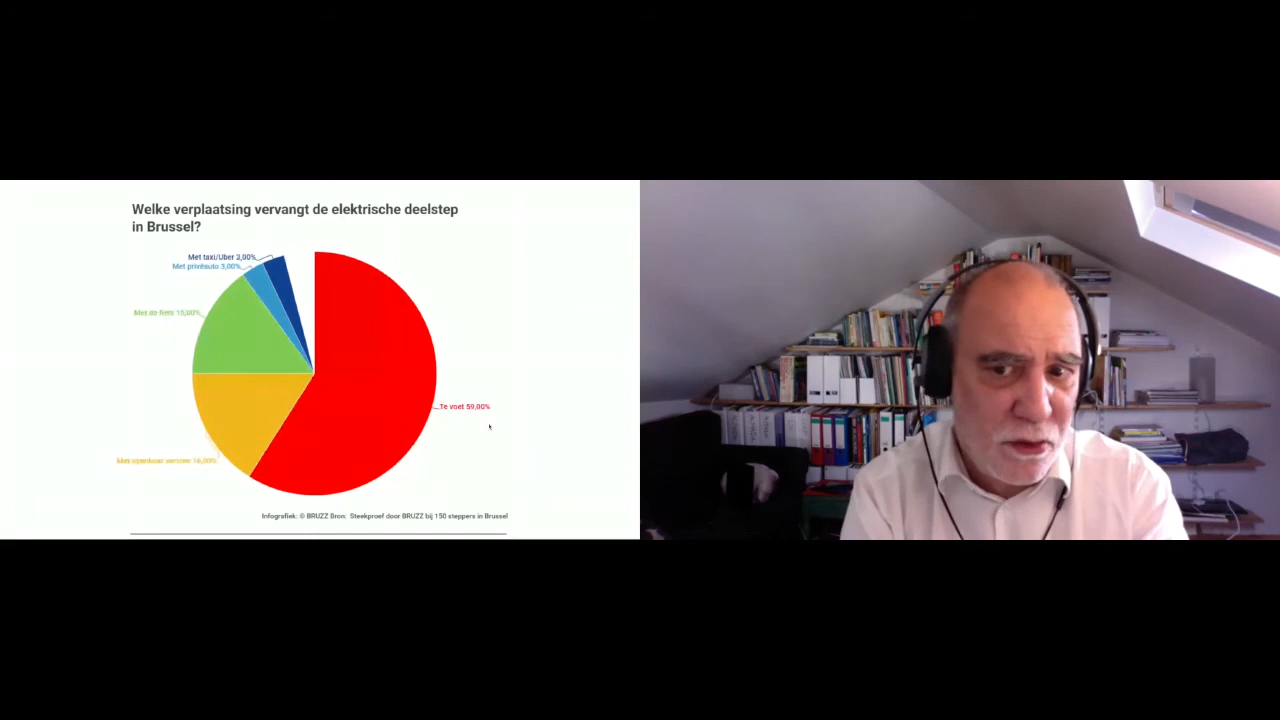 Welke verplaatsing vervangt de elektrische deelstep
in Brussel?
Met taxi/Uber 3,00%
Met privéauto 3,00%
Met de fiets 15,00%
Te voet 59,00%
Met openbaar vervoer 16,00%
Infografiek: © BRUZZ Bron: Steekproef door BRUZZ bij 150 steppers in Brussel